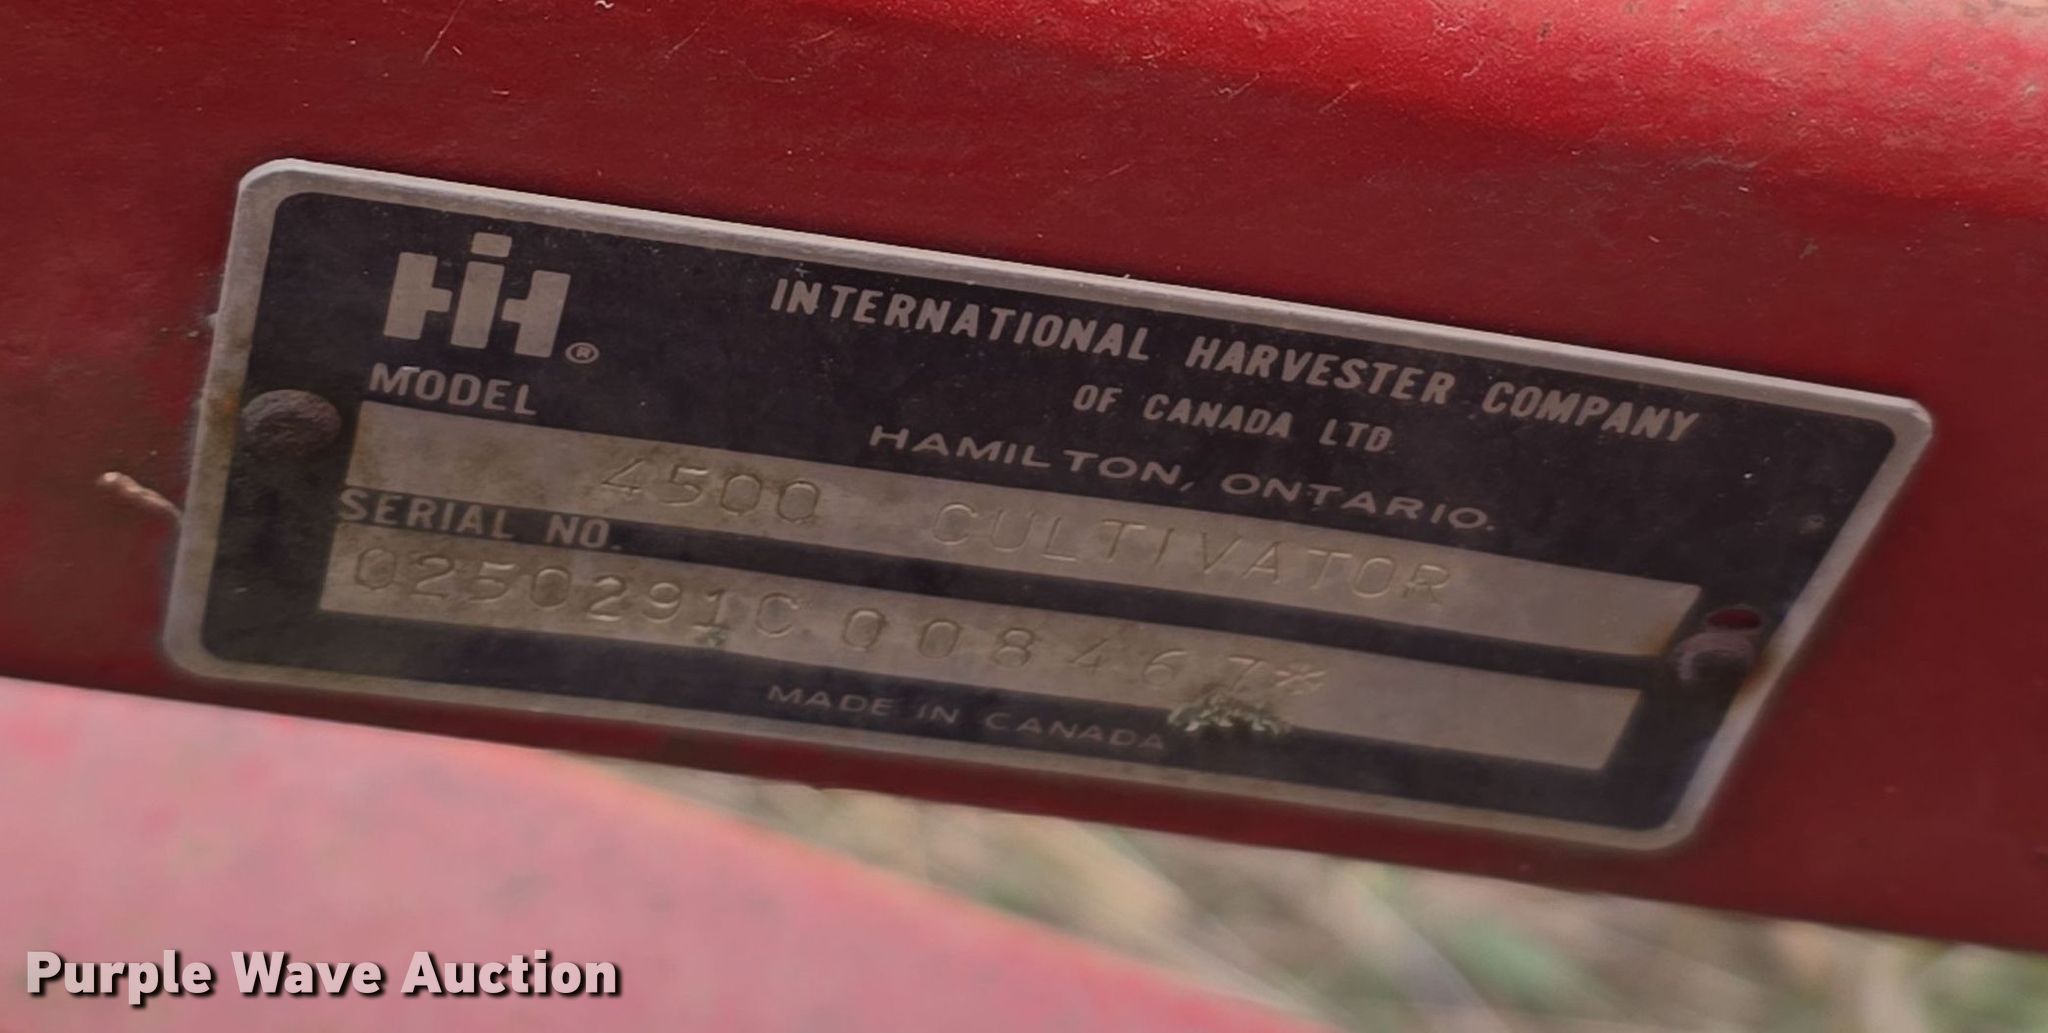 IH®
INTERNATIONAL HARVESTER COMPANY
OF CANADA LTD
HAMILTON, ONTARIO.
MODEL
4500 CULTIVATOR
SERIAL NO.
0250291C 008467*
MADE IN CANADA
Purple Wave Auction